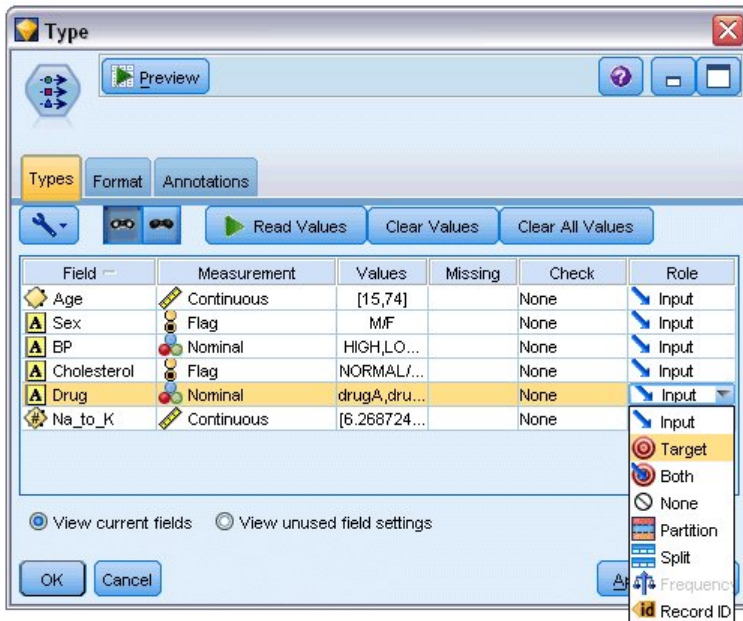 Type
Preview
Types Format Annotations
Read Values Clear Values Clear All Values
Field Measurement Values Missing Check Role
Age Continuous [15,74] None Input
A Sex Flag M/F None Input
A BP Nominal HIGH,LO... None Input
A Cholesterol Flag NORMAL/... None Input
A Drug Nominal drugA,dru... None Input
# Na_to_K Continuous [6.268724... None Input
Target
Both
None
Partition
Split
Frequency
id Record ID
View current fields View unused field settings
OK Cancel